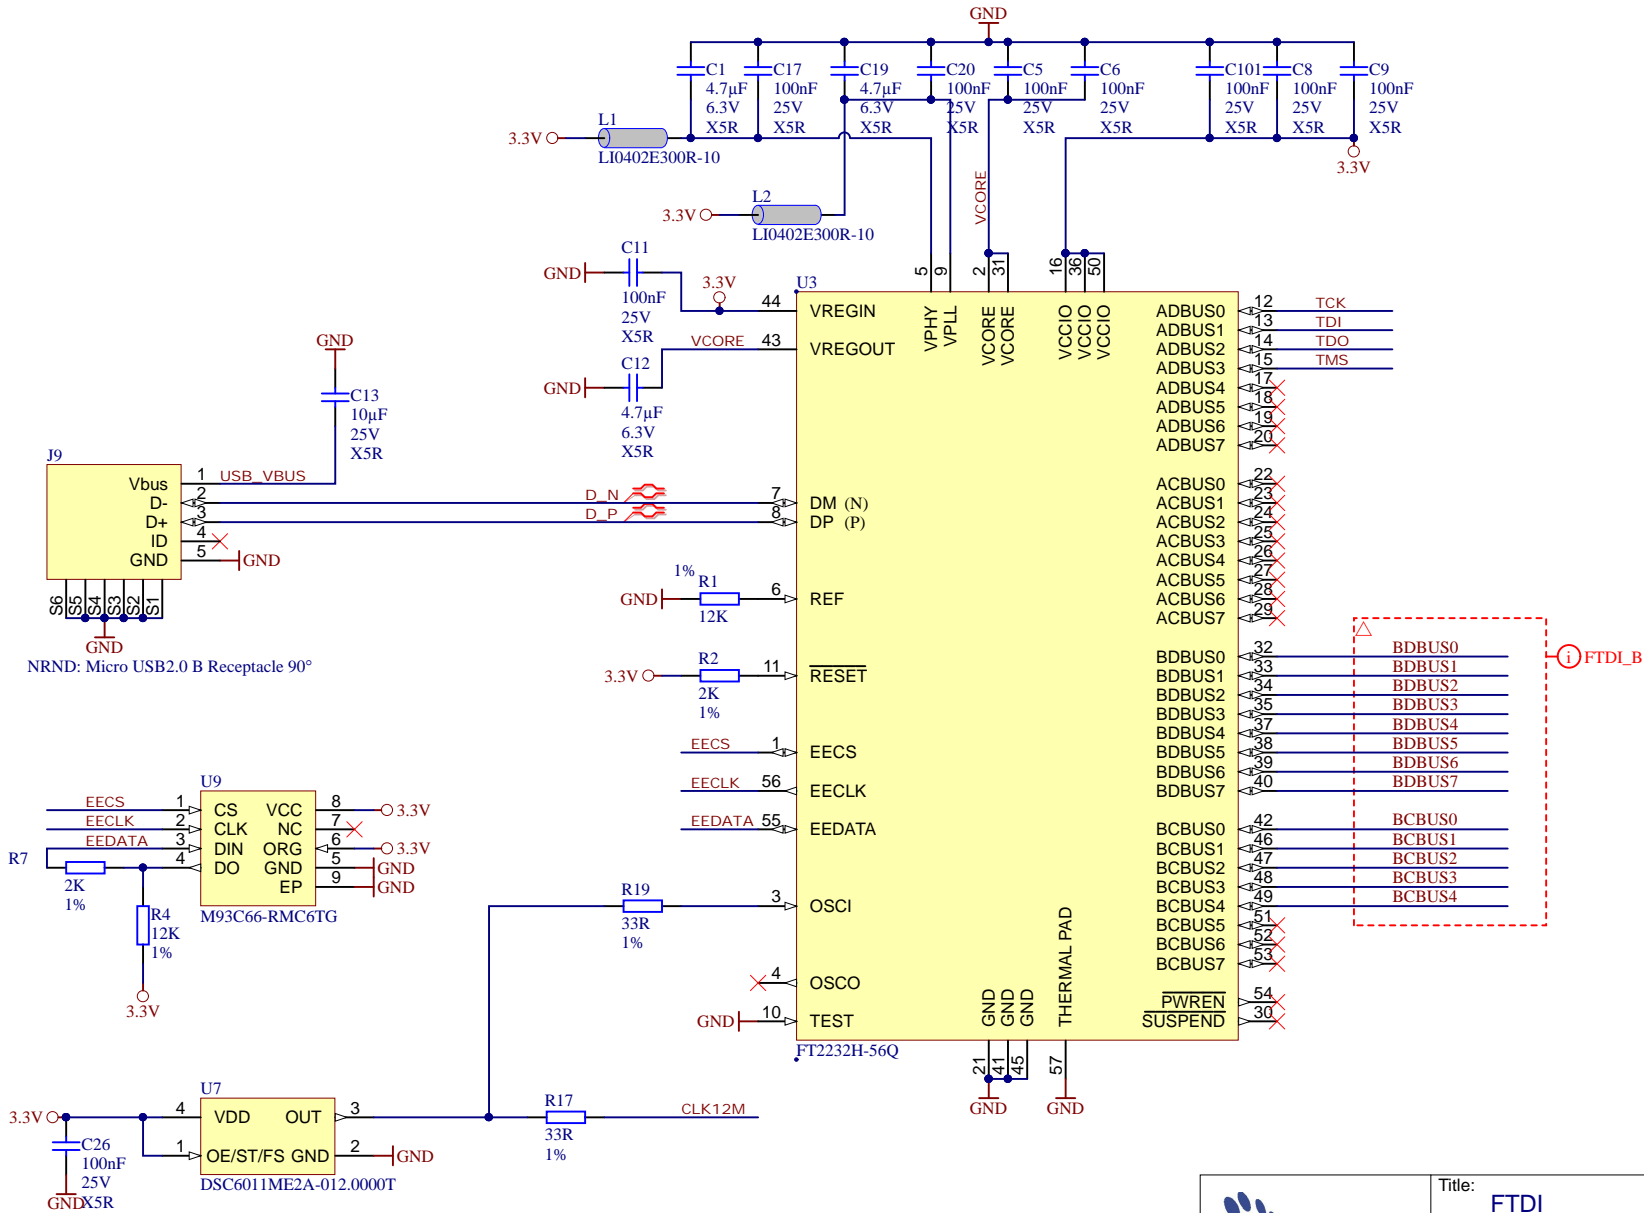 GND
C1
4.7µF
6.3V
X5R
C17
100nF
25V
X5R
C19
4.7µF
6.3V
X5R
C20
100nF
25V
X5R
C5
100nF
25V
X5R
C6
100nF
25V
X5R
C101
100nF
25V
X5R
C8
100nF
25V
X5R
C9
100nF
25V
X5R
3.3V
L1
LI0402E300R-10
3.3V
3.3V
L2
LI0402E300R-10
VCORE
C11
GND
100nF
25V
X5R
3.3V
VCORE
C12
GND
4.7µF
6.3V
X5R
U3
5
9
2
31
16
36
50
VPHY
VPLL
VCORE
VCORE
VCCIO
VCCIO
VCCIO
44 VREGIN
43 VREGOUT
7 DM (N)
8 DP (P)
6 REF
11 RESET
1 EECS
56 EECLK
55 EEDATA
3 OSCI
4 OSCO
10 TEST
FT2232H-56Q
ADBUS0 12 TCK
ADBUS1 13 TDI
ADBUS2 14 TDO
ADBUS3 15 TMS
ADBUS4 17
ADBUS5 18
ADBUS6 19
ADBUS7 20
ACBUS0 22
ACBUS1 23
ACBUS2 24
ACBUS3 25
ACBUS4 26
ACBUS5 27
ACBUS6 28
ACBUS7 29
BDBUS0 32 BDBUS0
BDBUS1 33 BDBUS1
BDBUS2 34 BDBUS2
BDBUS3 35 BDBUS3
BDBUS4 37 BDBUS4
BDBUS5 38 BDBUS5
BDBUS6 39 BDBUS6
BDBUS7 40 BDBUS7
BCBUS0 42 BCBUS0
BCBUS1 46 BCBUS1
BCBUS2 47 BCBUS2
BCBUS3 48 BCBUS3
BCBUS4 49 BCBUS4
BCBUS5 51
BCBUS6 52
BCBUS7 53
PWREN 54
SUSPEND 30
i FTDI_B
GND
GND
GND
THERMAL PAD
21
41
45
57
GND
GND
GND
C13
10µF
25V
X5R
J9
Vbus 1 USB_VBUS
D- 2
D+ 3
ID 4
GND 5 GND
S6
S5
S4
S3
S2
S1
GND
NRND: Micro USB2.0 B Receptacle 90°
D_N
D_P
1% R1
GND
12K
R2
3.3V
2K
1%
EECS
EECLK
EEDATA
U9
EECS 1 CS VCC 8 3.3V
EECLK 2 CLK NC 7
EEDATA 3 DIN ORG 6 3.3V
4 DO GND 5 GND
EP 9 GND
M93C66-RMC6TG
R7
2K
1%
R4
12K
1%
3.3V
R19
33R
1%
GND
U7
3.3V 4 VDD OUT 3
1 OE/ST/FS GND 2 GND
DSC6011ME2A-012.0000T
C26
100nF
25V
X5R
GND
R17
33R
1%
CLK12M
Title:
FTDI